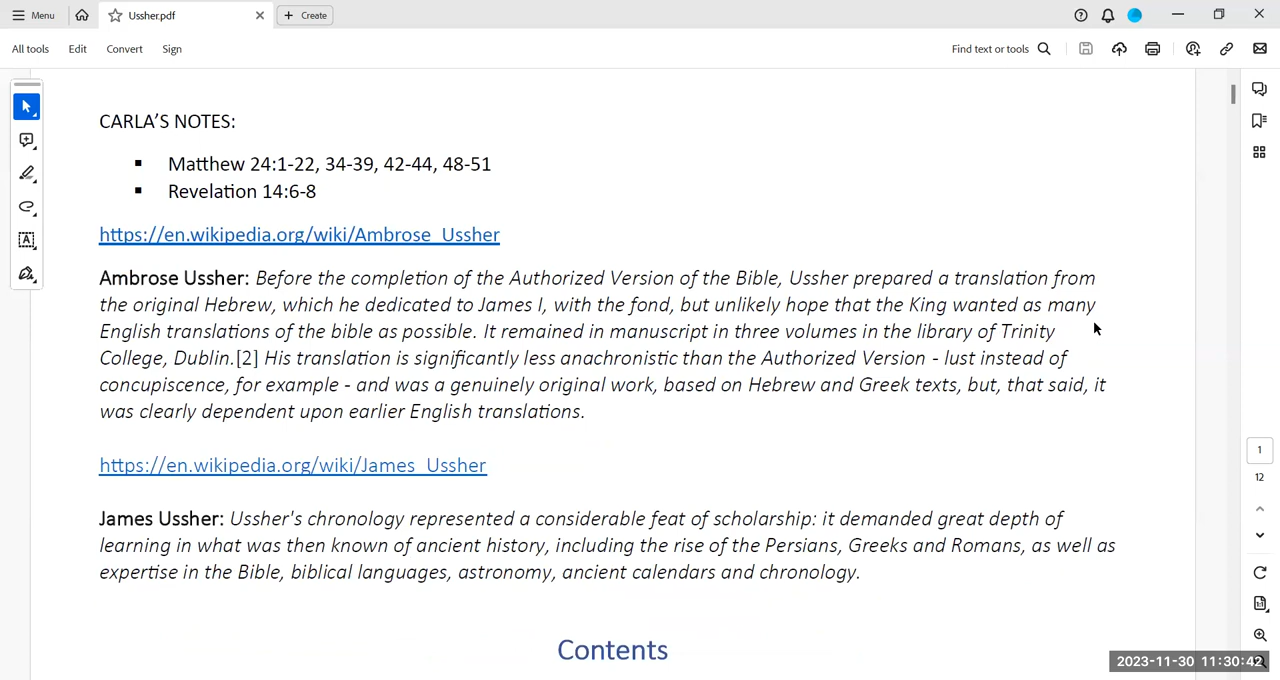 Menu
Ussher.pdf
Create
All tools
Edit
Convert
Sign
Find text or tools
CARLA'S NOTES:
▪ Matthew 24:1-22, 34-39, 42-44, 48-51
▪ Revelation 14:6-8
https://en.wikipedia.org/wiki/Ambrose_Ussher
Ambrose Ussher: Before the completion of the Authorized Version of the Bible, Ussher prepared a translation from
the original Hebrew, which he dedicated to James I, with the fond, but unlikely hope that the King wanted as many
English translations of the bible as possible. It remained in manuscript in three volumes in the library of Trinity
College, Dublin.[2] His translation is significantly less anachronistic than the Authorized Version - lust instead of
concupiscence, for example - and was a genuinely original work, based on Hebrew and Greek texts, but, that said, it
was clearly dependent upon earlier English translations.
https://en.wikipedia.org/wiki/James_Ussher
James Ussher: Ussher's chronology represented a considerable feat of scholarship: it demanded great depth of
learning in what was then known of ancient history, including the rise of the Persians, Greeks and Romans, as well as
expertise in the Bible, biblical languages, astronomy, ancient calendars and chronology.
Contents
1
12
2023-11-30 11:30:42